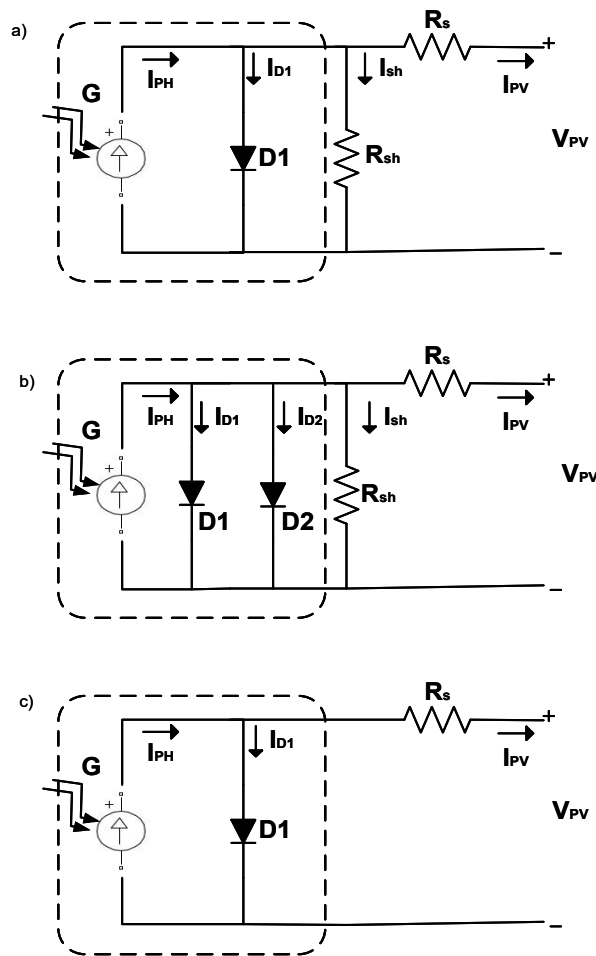 a)
Rs
+
IPH
ID1
Ish
IPV
G
+
D1
Rsh
VPV
−
b)
Rs
+
IPH
ID1
ID2
Ish
IPV
G
+
D1
D2
Rsh
VPV
−
c)
Rs
+
IPH
ID1
IPV
G
+
D1
VPV
−